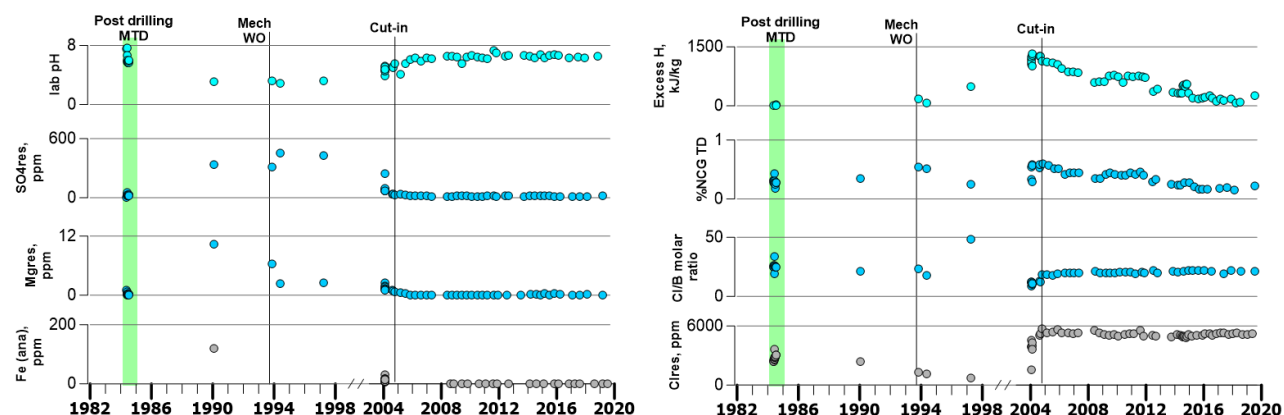 Post drilling
MTD
Mech
WO
Cut-in
8
0
lab pH
600
0
SO4res,
ppm
12
0
Mgres,
ppm
200
0
Fe (ana),
ppm
1982 1986 1990 1994 1998 // 2004 2008 2012 2016 2020
Post drilling
MTD
Mech
WO
Cut-in
1500
0
Excess H,
kJ/kg
1
0
%NCG TD
50
0
Cl/B molar
ratio
6000
0
Clres, ppm
1982 1986 1990 1994 1998 // 2004 2008 2012 2016 2020